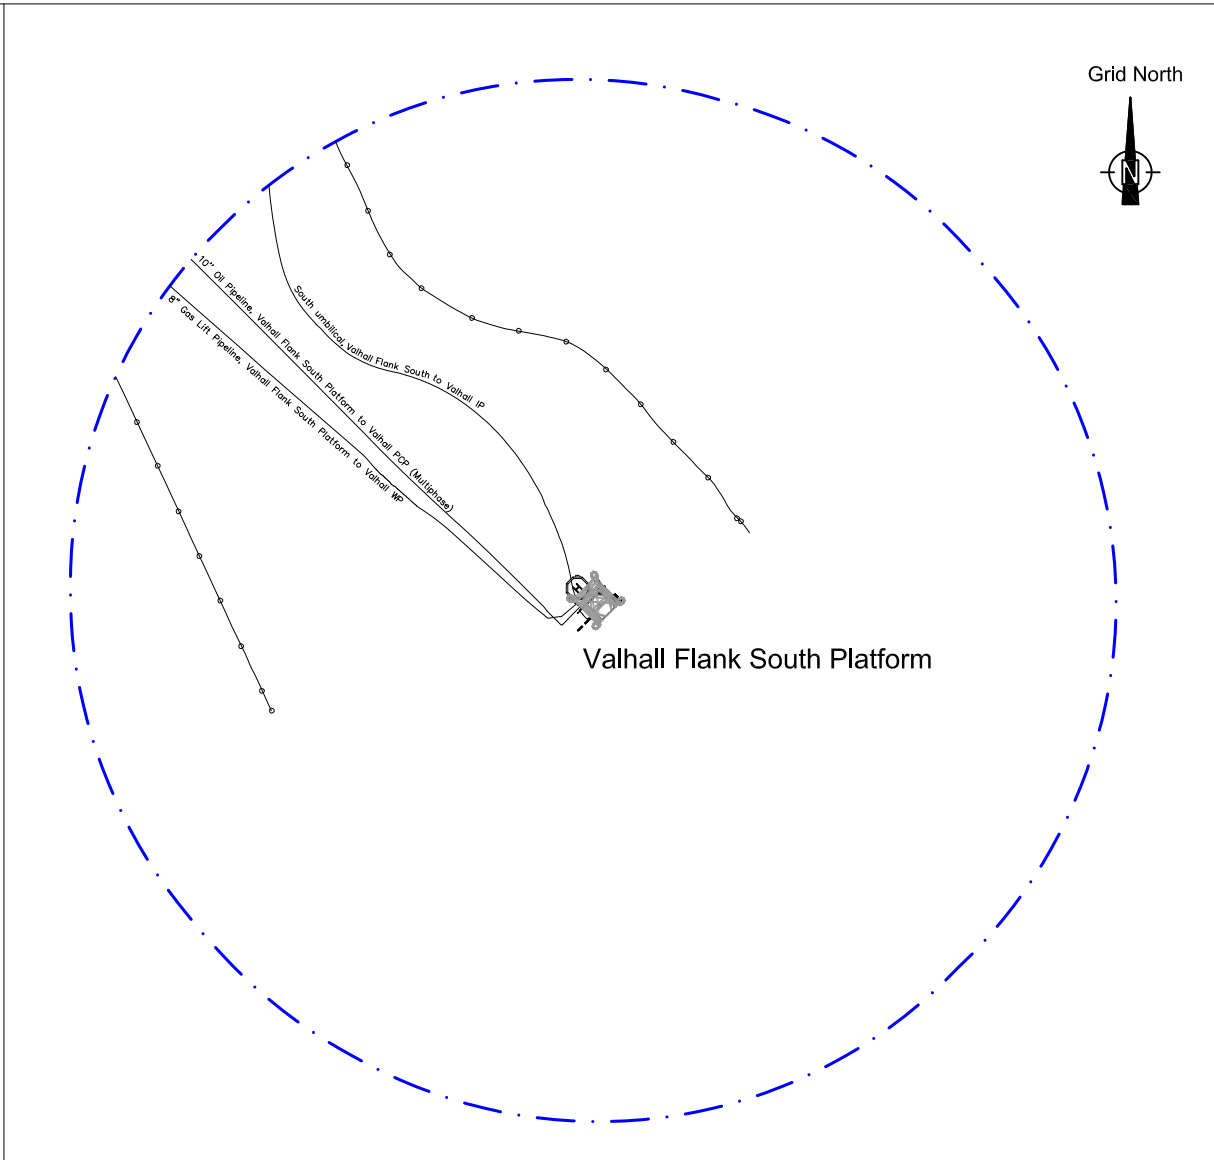 Grid North
N
10" Oil Pipeline, Valhall Flank South Platform to Valhall PCP (Multiphase)
8" Gas Lift Pipeline, Valhall Flank South Platform to Valhall WP
South umbilical, Valhall Flank South to Valhall IP
H
Valhall Flank South Platform